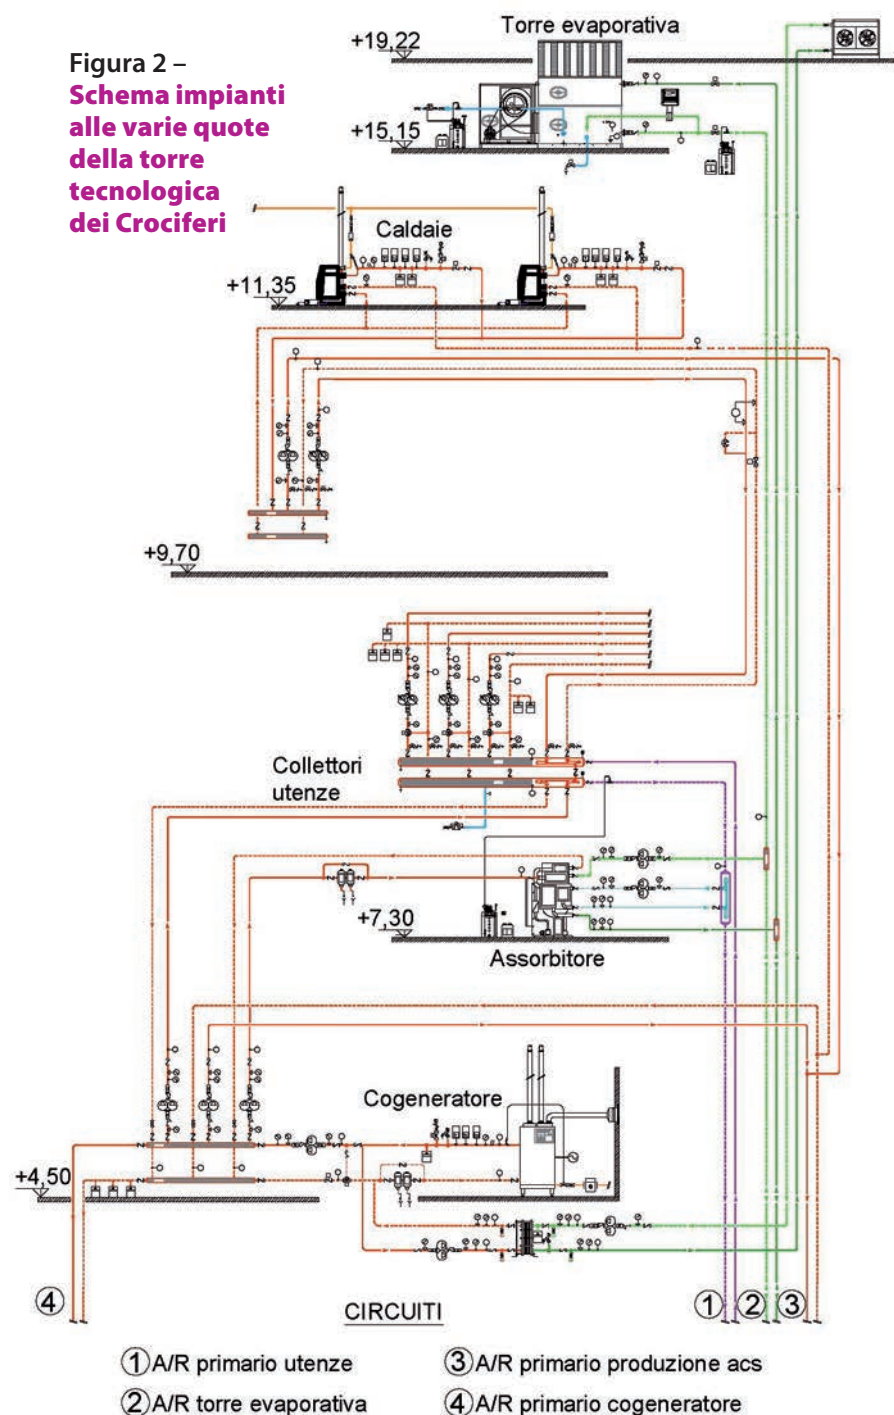 Figura 2 –
Schema impianti
alle varie quote
della torre
tecnologica
dei Crociferi
Torre evaporativa
+19,22
+15,15
Caldaie
+11,35
+9,70
Collettori
utenze
+7,30
Assorbitore
Cogeneratore
+4,50
4
CIRCUITI
1 2 3
1 A/R primario utenze
3 A/R primario produzione acs
2 A/R torre evaporativa
4 A/R primario cogeneratore